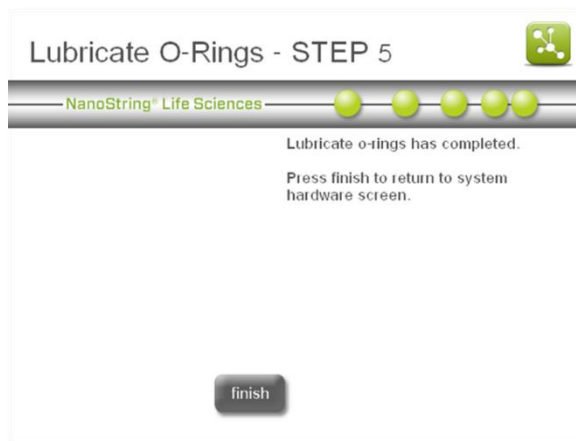 Lubricate O-Rings - STEP 5
NanoString® Life Sciences
Lubricate o-rings has completed.
Press finish to return to system
hardware screen.
finish